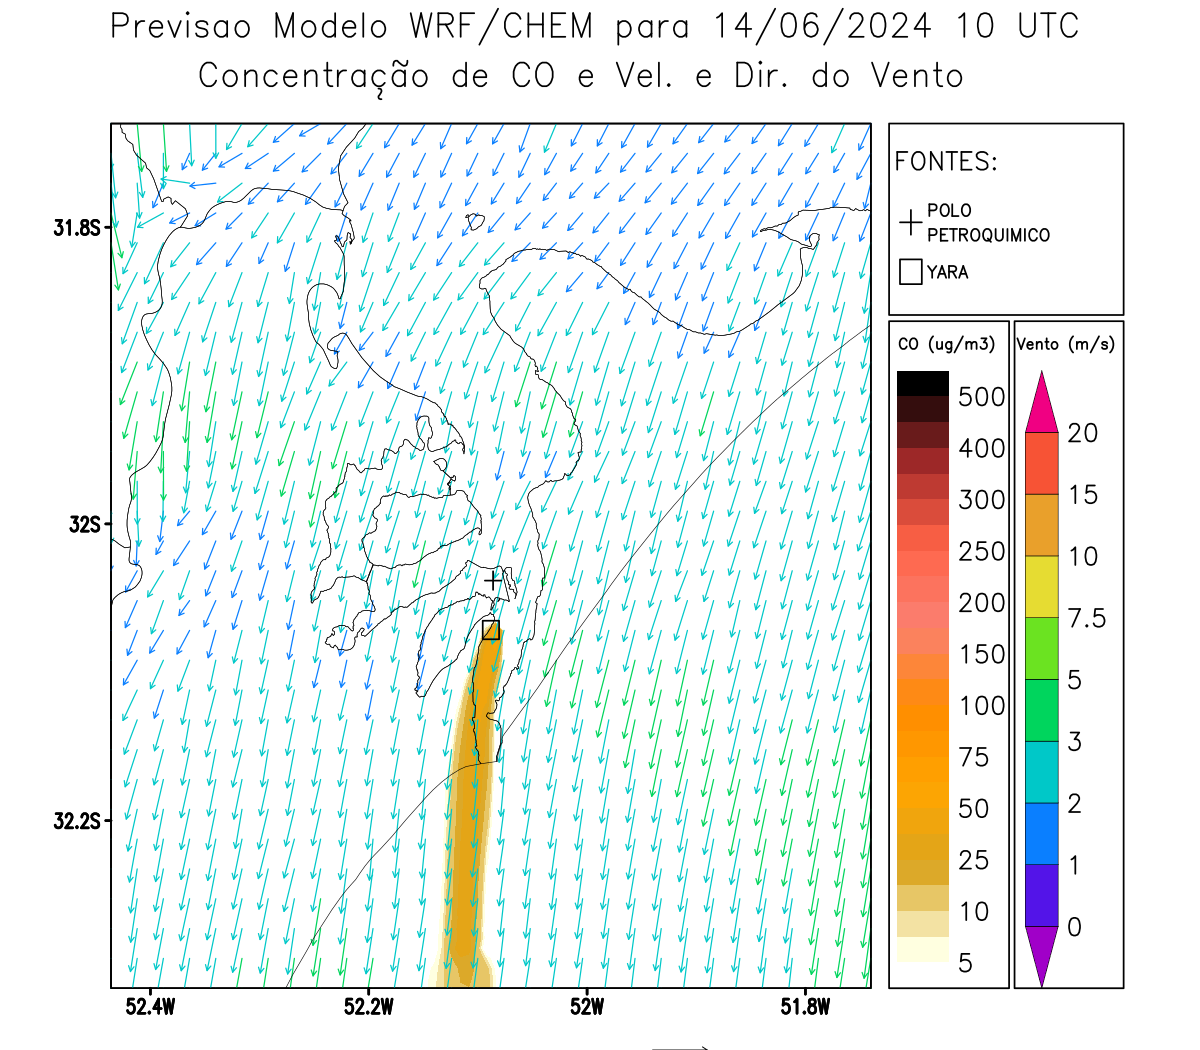 Previsao Modelo WRF/CHEM para 14/06/2024 10 UTC
Concentração de CO e Vel. e Dir. do Vento
FONTES:
POLO
PETROQUIMICO
YARA
CO (ug/m3)
500
400
300
250
200
150
100
75
50
25
10
5
Vento (m/s)
20
15
10
7.5
5
3
2
1
0
31.8S
32S
32.2S
52.4W
52.2W
52W
51.8W